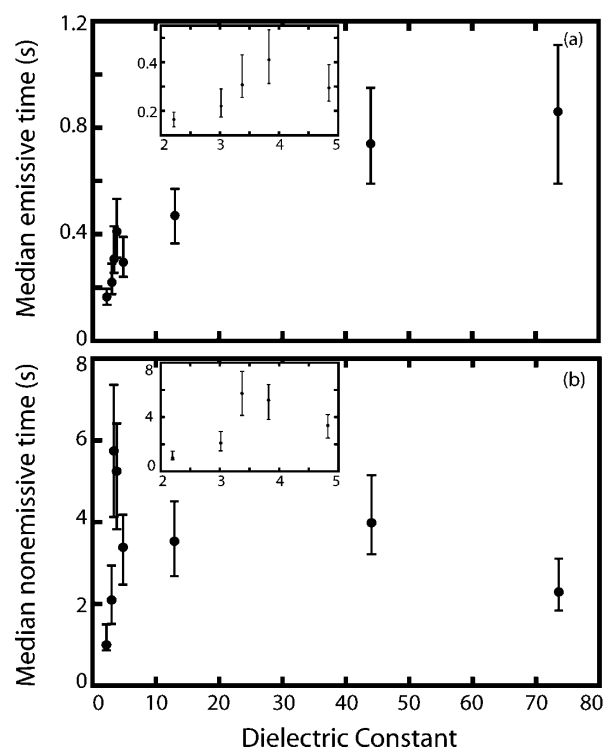 1.2
(a)
0.4
0.2
2 3 4 5
0.8
0.4
0
Median emissive time (s)
8
(b)
8
4
0
2 3 4 5
6
4
2
0
Median nonemissive time (s)
0 10 20 30 40 50 60 70 80
Dielectric Constant